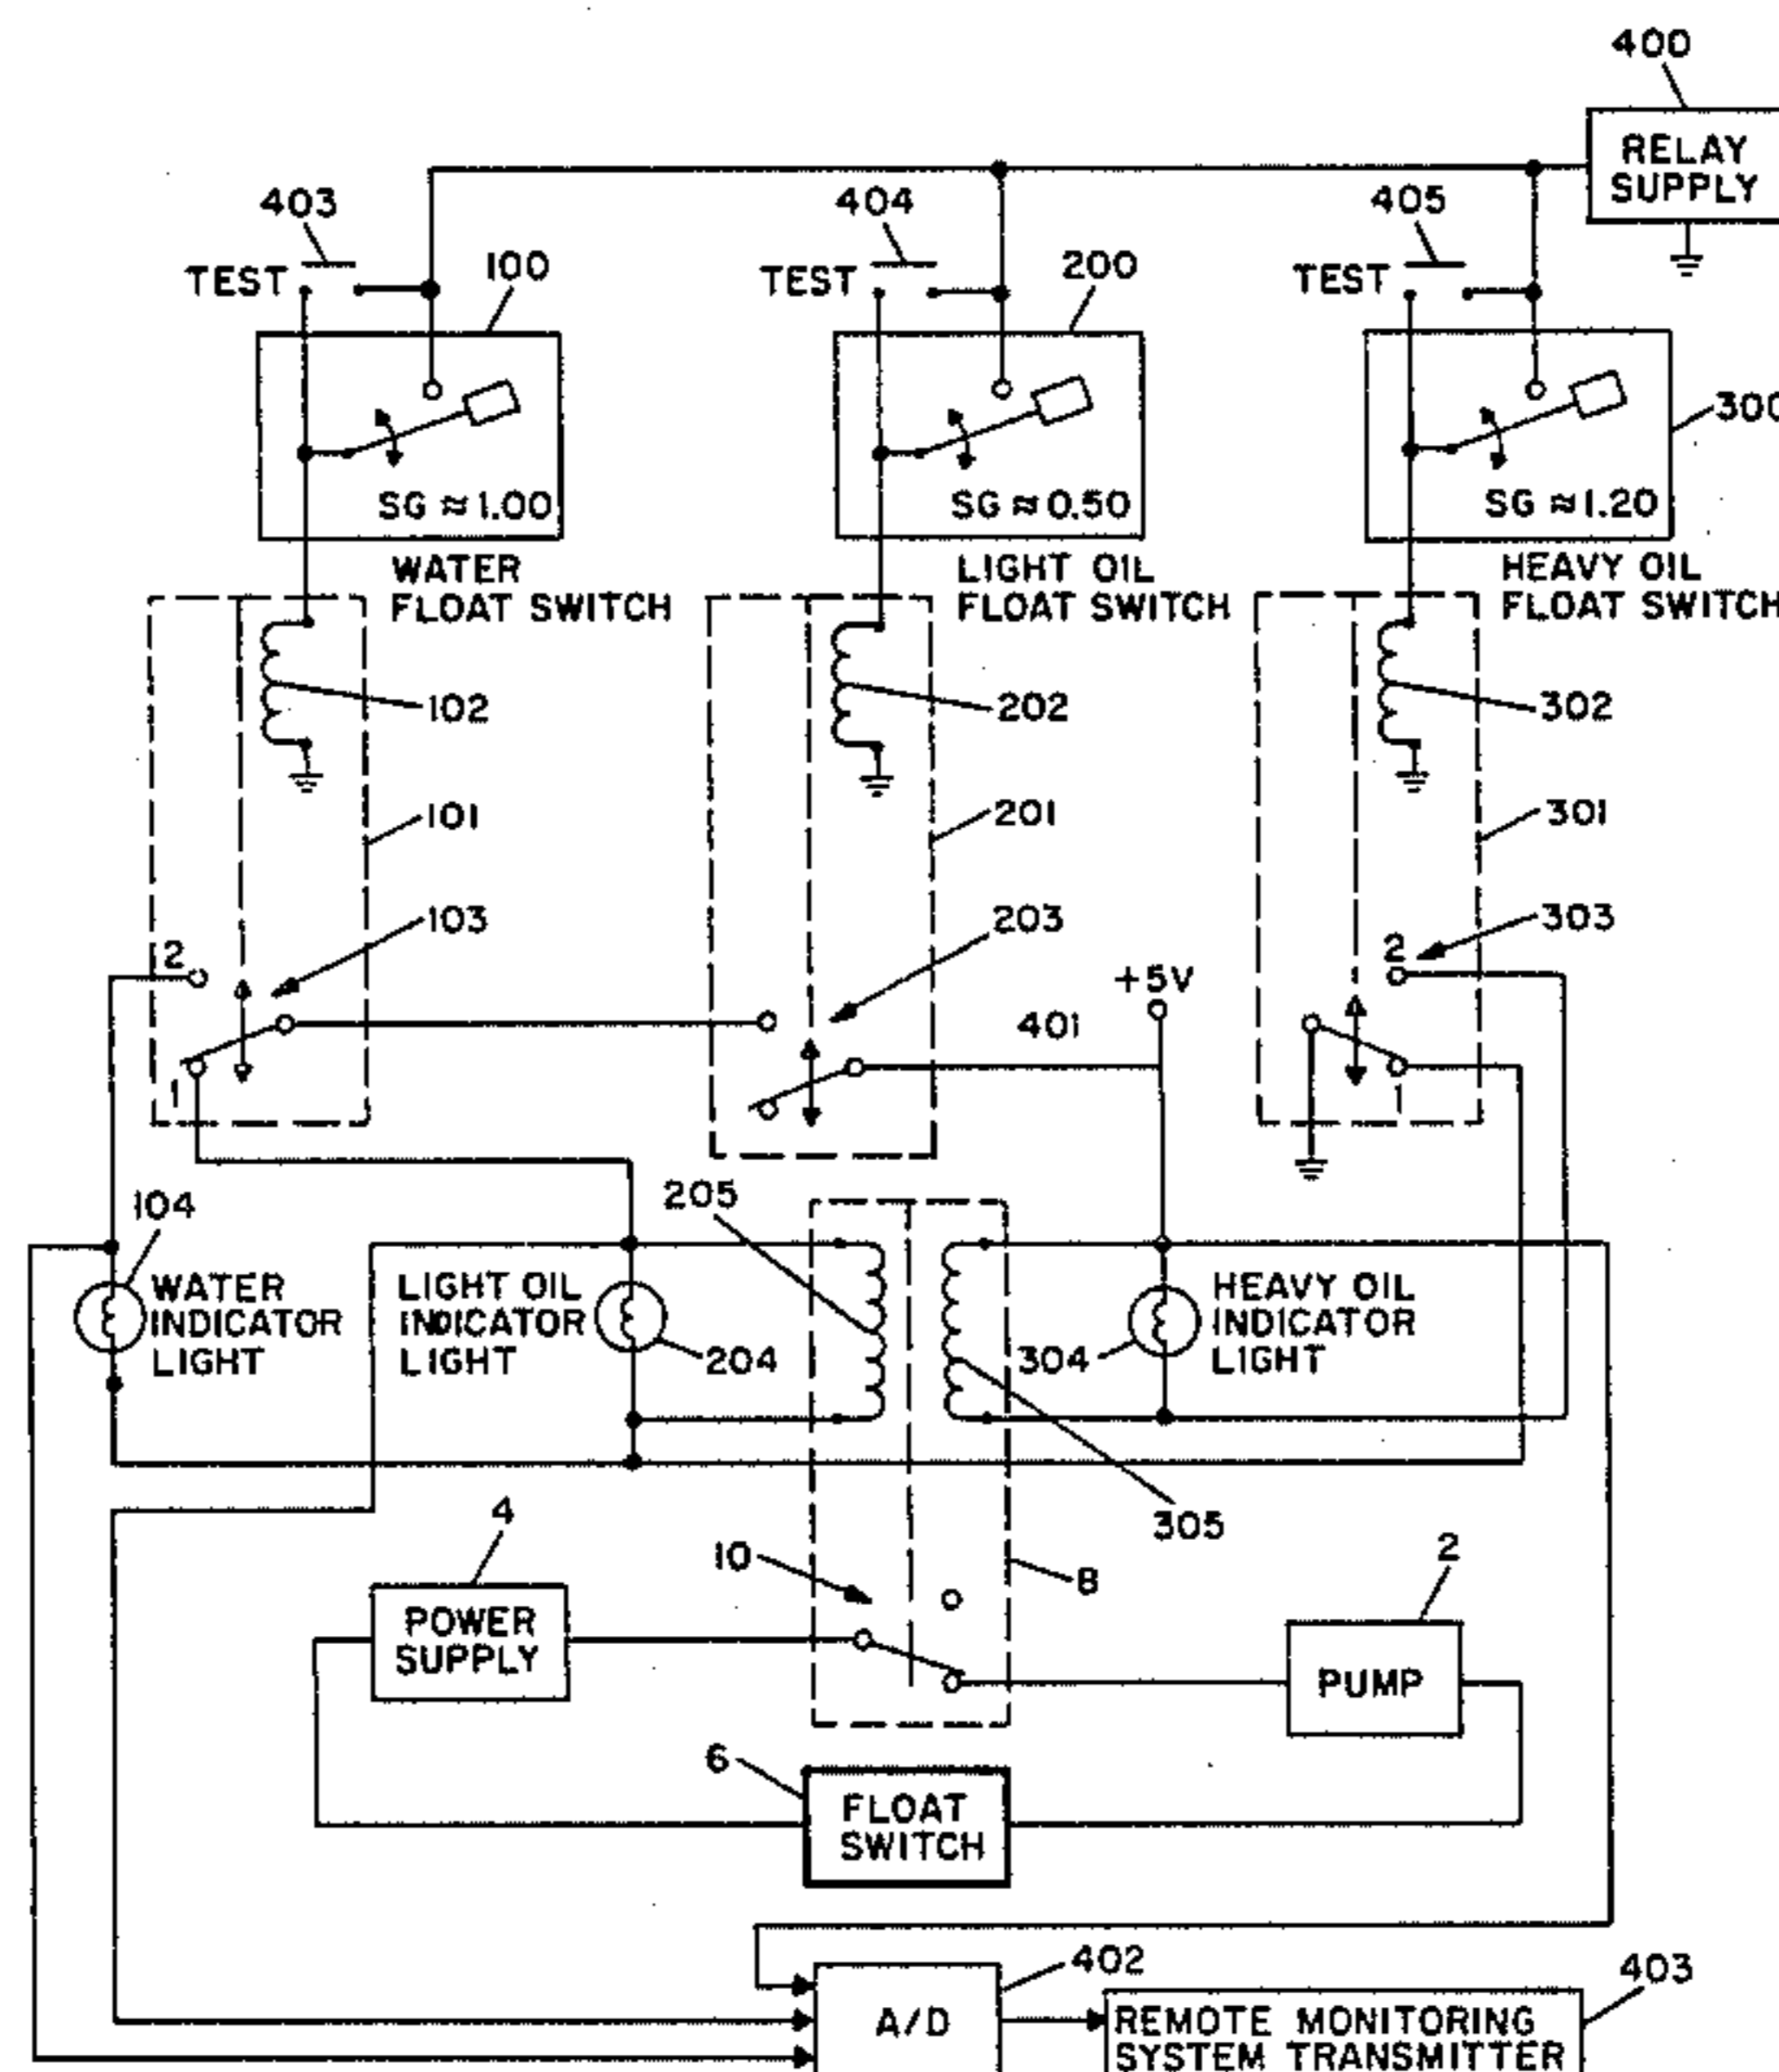 400
RELAY
SUPPLY
403
404
405
TEST
100
TEST
200
TEST
300
SG ≈ 1.00
SG ≈ 0.50
SG ≈ 1.20
WATER
FLOAT SWITCH
LIGHT OIL
FLOAT SWITCH
HEAVY OIL
FLOAT SWITCH
102
202
302
101
201
301
103
203
303
2
2
+5V
401
1
1
104
205
WATER
INDICATOR
LIGHT
LIGHT OIL
INDICATOR
LIGHT
204
304
HEAVY OIL
INDICATOR
LIGHT
305
4
10
8
2
POWER
SUPPLY
PUMP
6
FLOAT
SWITCH
402
403
A/D
REMOTE MONITORING
SYSTEM TRANSMITTER